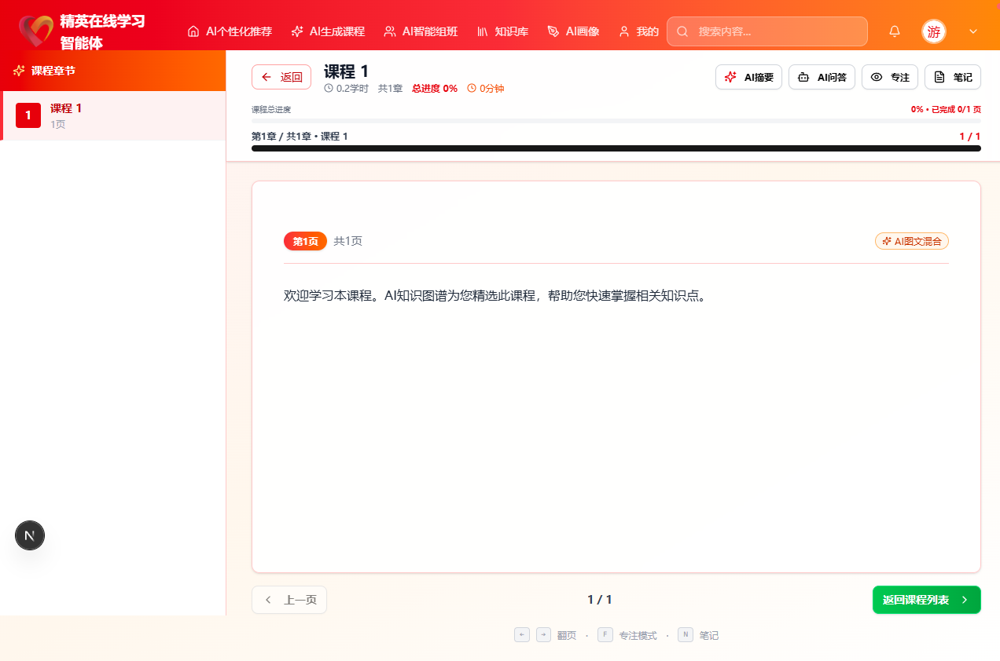 精英在线学习
智能体
AI个性化推荐
AI生成课程
AI智能组班
知识库
AI画像
我的
搜索内容...
游
课程章节
1
课程 1
1页
返回
课程 1
0.2学时 共1章 总进度 0% 0分钟
AI摘要
AI问答
专注
笔记
课程总进度
0% • 已完成 0/1 页
第1章 / 共1章 • 课程 1
1 / 1
第1页 共1页
AI图文混合
欢迎学习本课程。AI知识图谱为您精选此课程，帮助您快速掌握相关知识点。
N
上一页
1 / 1
返回课程列表
← → 翻页 · F 专注模式 · N 笔记